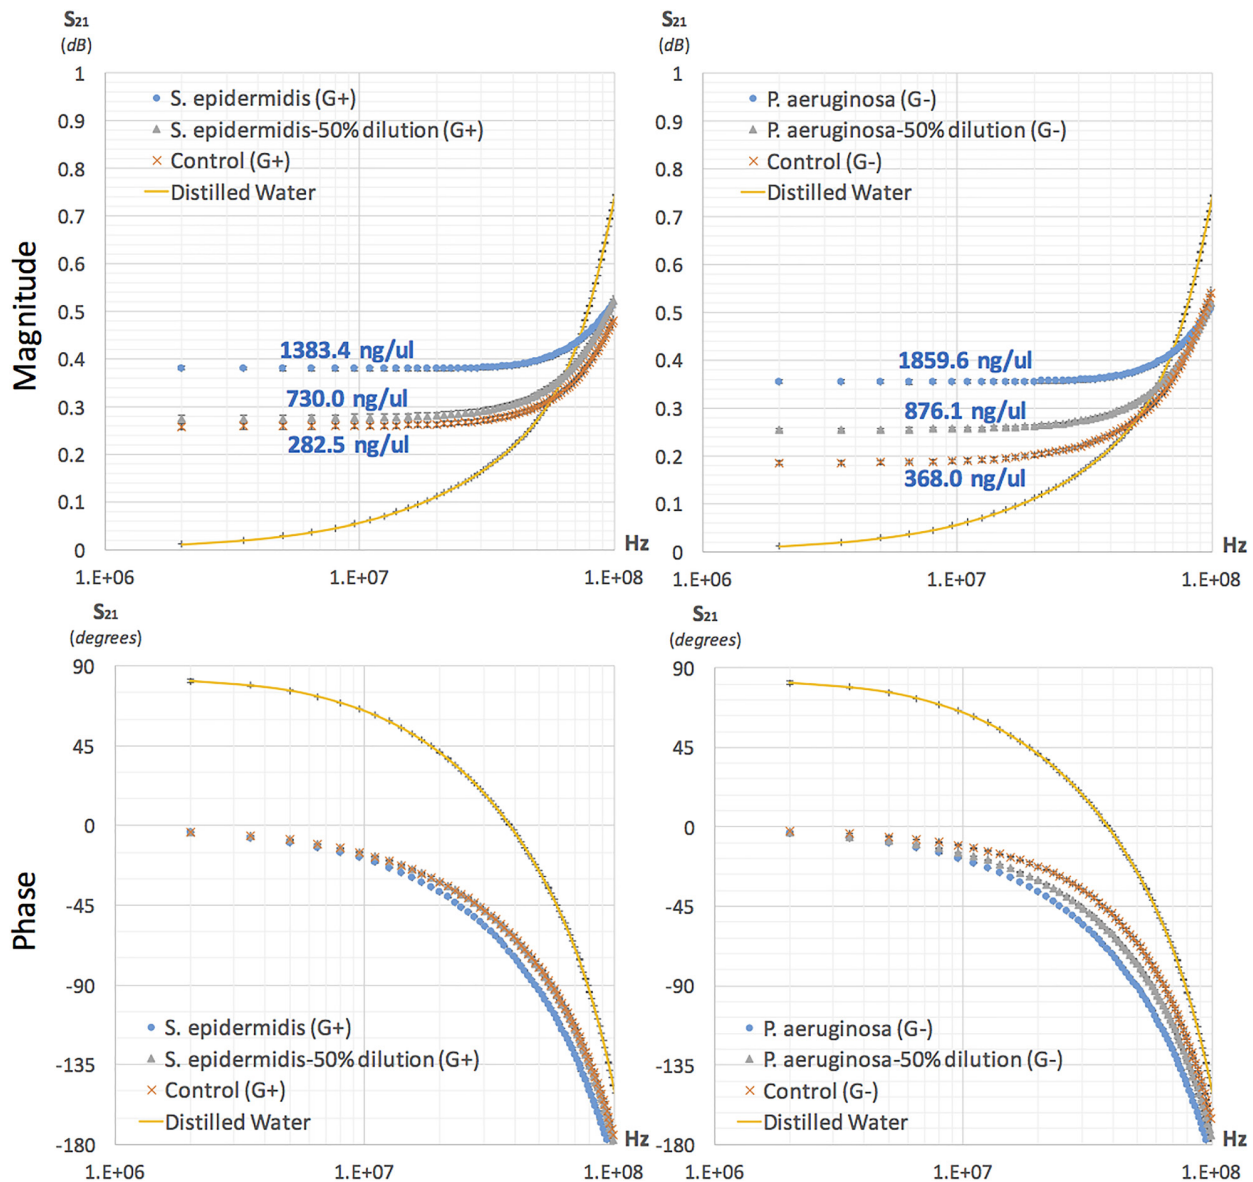 Magnitude
S21
(dB)
1
0.9
0.8
0.7
0.6
0.5
0.4
0.3
0.2
0.1
0
S. epidermidis (G+)
S. epidermidis-50% dilution (G+)
Control (G+)
Distilled Water
1383.4 ng/ul
730.0 ng/ul
282.5 ng/ul
Hz
1.E+06 1.E+07 1.E+08
S21
(dB)
1
0.9
0.8
0.7
0.6
0.5
0.4
0.3
0.2
0.1
0
P. aeruginosa (G-)
P. aeruginosa-50% dilution (G-)
Control (G-)
Distilled Water
1859.6 ng/ul
876.1 ng/ul
368.0 ng/ul
Hz
1.E+06 1.E+07 1.E+08
Phase
S21
(degrees)
90
45
0
-45
-90
-135
-180
S. epidermidis (G+)
S. epidermidis-50% dilution (G+)
Control (G+)
Distilled Water
Hz
1.E+06 1.E+07 1.E+08
S21
(degrees)
90
45
0
-45
-90
-135
-180
P. aeruginosa (G-)
P. aeruginosa-50% dilution (G-)
Control (G-)
Distilled Water
Hz
1.E+06 1.E+07 1.E+08